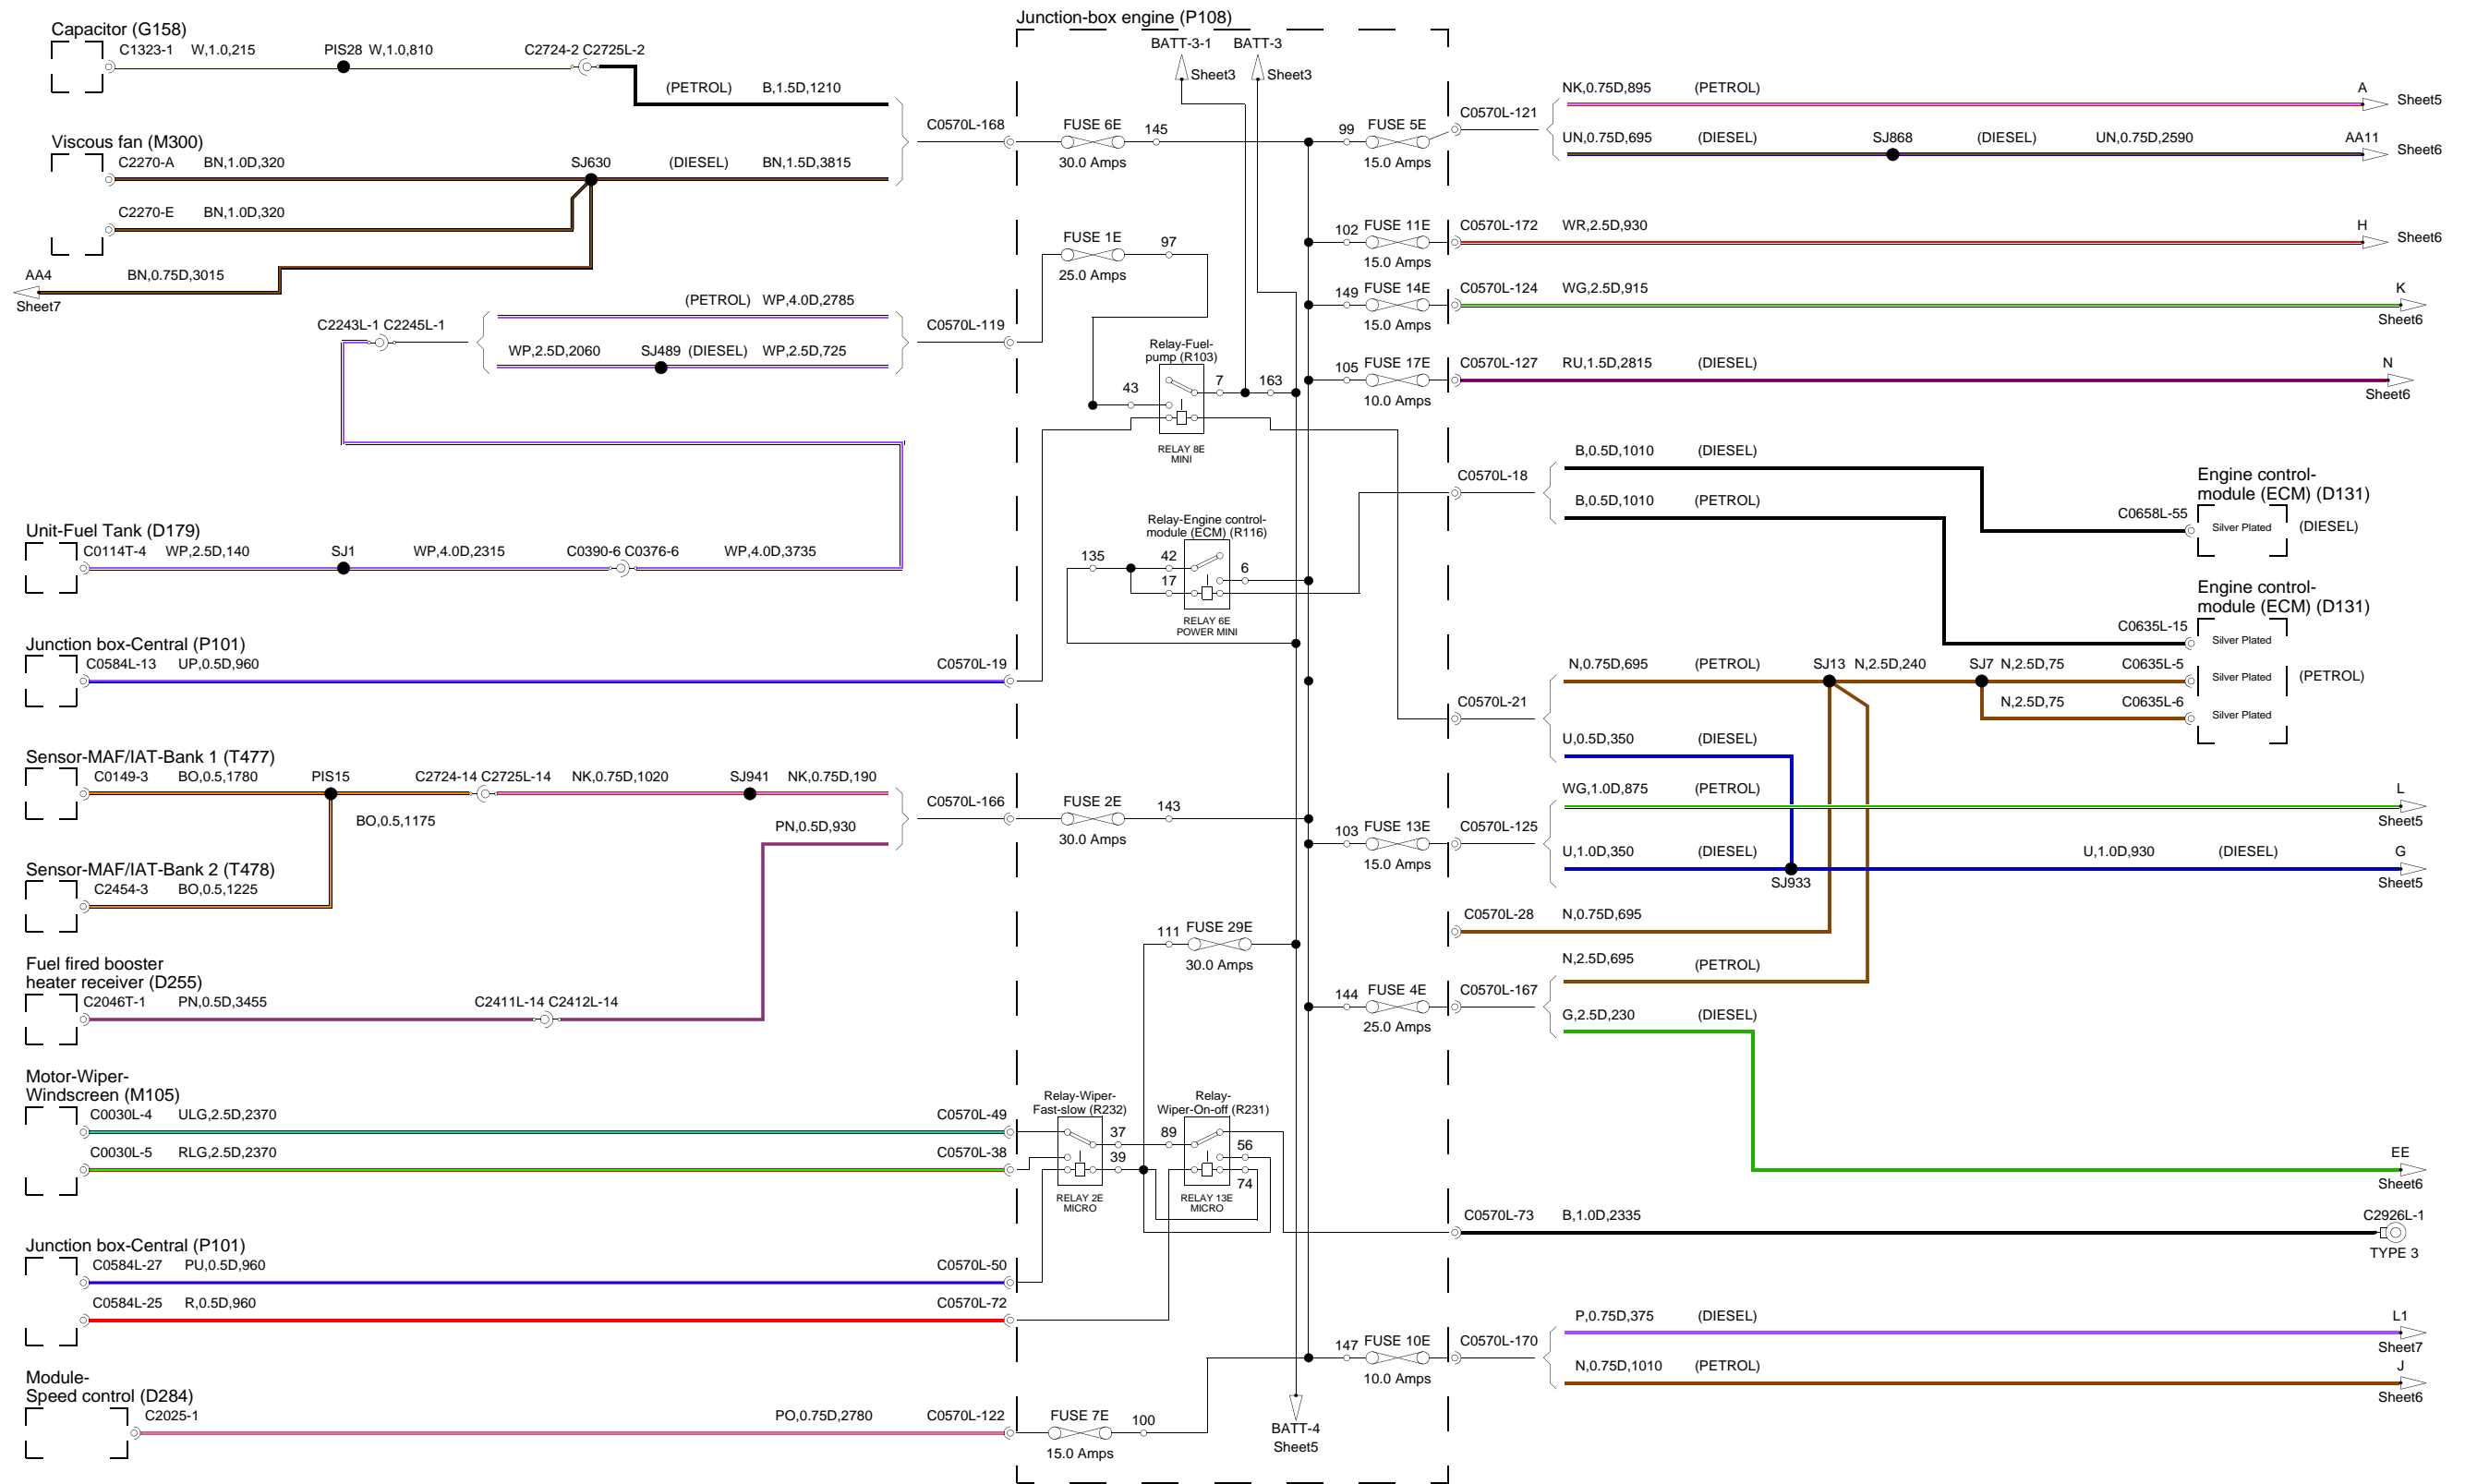 Junction-box engine (P108)
Capacitor (G158)
C1323-1 W,1.0,215 PIS28 W,1.0,810 C2724-2 C2725L-2
(PETROL) B,1.5D,1210
Viscous fan (M300)
C2270-A BN,1.0D,320 SJ630 (DIESEL) BN,1.5D,3815
C0570L-168
C2270-E BN,1.0D,320
AA4 BN,0.75D,3015
Sheet7
(PETROL) WP,4.0D,2785
C2243L-1 C2245L-1
C0570L-119
WP,2.5D,2060 SJ489 (DIESEL) WP,2.5D,725
Unit-Fuel Tank (D179)
C0114T-4 WP,2.5D,140 SJ1 WP,4.0D,2315 C0390-6 C0376-6 WP,4.0D,3735
Junction box-Central (P101)
C0584L-13 UP,0.5D,960 C0570L-19
Sensor-MAF/IAT-Bank 1 (T477)
C0149-3 BO,0.5,1780 PIS15 C2724-14 C2725L-14 NK,0.75D,1020 SJ941 NK,0.75D,190
C0570L-166
BO,0.5,1175
PN,0.5D,930
Sensor-MAF/IAT-Bank 2 (T478)
C2454-3 BO,0.5,1225
Fuel fired booster
heater receiver (D255)
C2046T-1 PN,0.5D,3455 C2411L-14 C2412L-14
Motor-Wiper-
Windscreen (M105)
C0030L-4 ULG,2.5D,2370 C0570L-49
C0030L-5 RLG,2.5D,2370 C0570L-38
Junction box-Central (P101)
C0584L-27 PU,0.5D,960 C0570L-50
C0584L-25 R,0.5D,960 C0570L-72
Module-
Speed control (D284)
C2025-1 PO,0.75D,2780 C0570L-122
BATT-3-1 BATT-3
Sheet3 Sheet3
FUSE 6E 145
30.0 Amps
99 FUSE 5E
15.0 Amps
FUSE 1E 97
25.0 Amps
102 FUSE 11E
15.0 Amps
149 FUSE 14E
15.0 Amps
Relay-Fuel-
pump (R103)
43 7 163
RELAY 8E
MINI
105 FUSE 17E
10.0 Amps
Relay-Engine control-
module (ECM) (R116)
135 42 6
17
RELAY 6E
POWER MINI
FUSE 2E 143
30.0 Amps
103 FUSE 13E
15.0 Amps
111 FUSE 29E
30.0 Amps
144 FUSE 4E
25.0 Amps
Relay-Wiper-
Fast-slow (R232)
Relay-
Wiper-On-off (R231)
37 89 56
39 74
RELAY 2E
MICRO
RELAY 13E
MICRO
147 FUSE 10E
10.0 Amps
FUSE 7E 100
15.0 Amps
BATT-4
Sheet5
NK,0.75D,895 (PETROL) A
Sheet5
C0570L-121
UN,0.75D,695 (DIESEL) SJ868 (DIESEL) UN,0.75D,2590 AA11
Sheet6
C0570L-172 WR,2.5D,930 H
Sheet6
C0570L-124 WG,2.5D,915 K
Sheet6
C0570L-127 RU,1.5D,2815 (DIESEL) N
Sheet6
B,0.5D,1010 (DIESEL)
C0570L-18
B,0.5D,1010 (PETROL)
Engine control-
module (ECM) (D131)
C0658L-55 Silver Plated (DIESEL)
Engine control-
module (ECM) (D131)
C0635L-15 Silver Plated
N,0.75D,695 (PETROL) SJ13 N,2.5D,240 SJ7 N,2.5D,75 C0635L-5 Silver Plated (PETROL)
C0570L-21
N,2.5D,75 C0635L-6 Silver Plated
U,0.5D,350 (DIESEL)
WG,1.0D,875 (PETROL) L
Sheet5
C0570L-125
U,1.0D,350 (DIESEL) SJ933 U,1.0D,930 (DIESEL) G
Sheet5
C0570L-28 N,0.75D,695
N,2.5D,695 (PETROL)
C0570L-167
G,2.5D,230 (DIESEL)
EE
Sheet6
C0570L-73 B,1.0D,2335 C2926L-1
TYPE 3
P,0.75D,375 (DIESEL) L1
Sheet7
C0570L-170
N,0.75D,1010 (PETROL) J
Sheet6